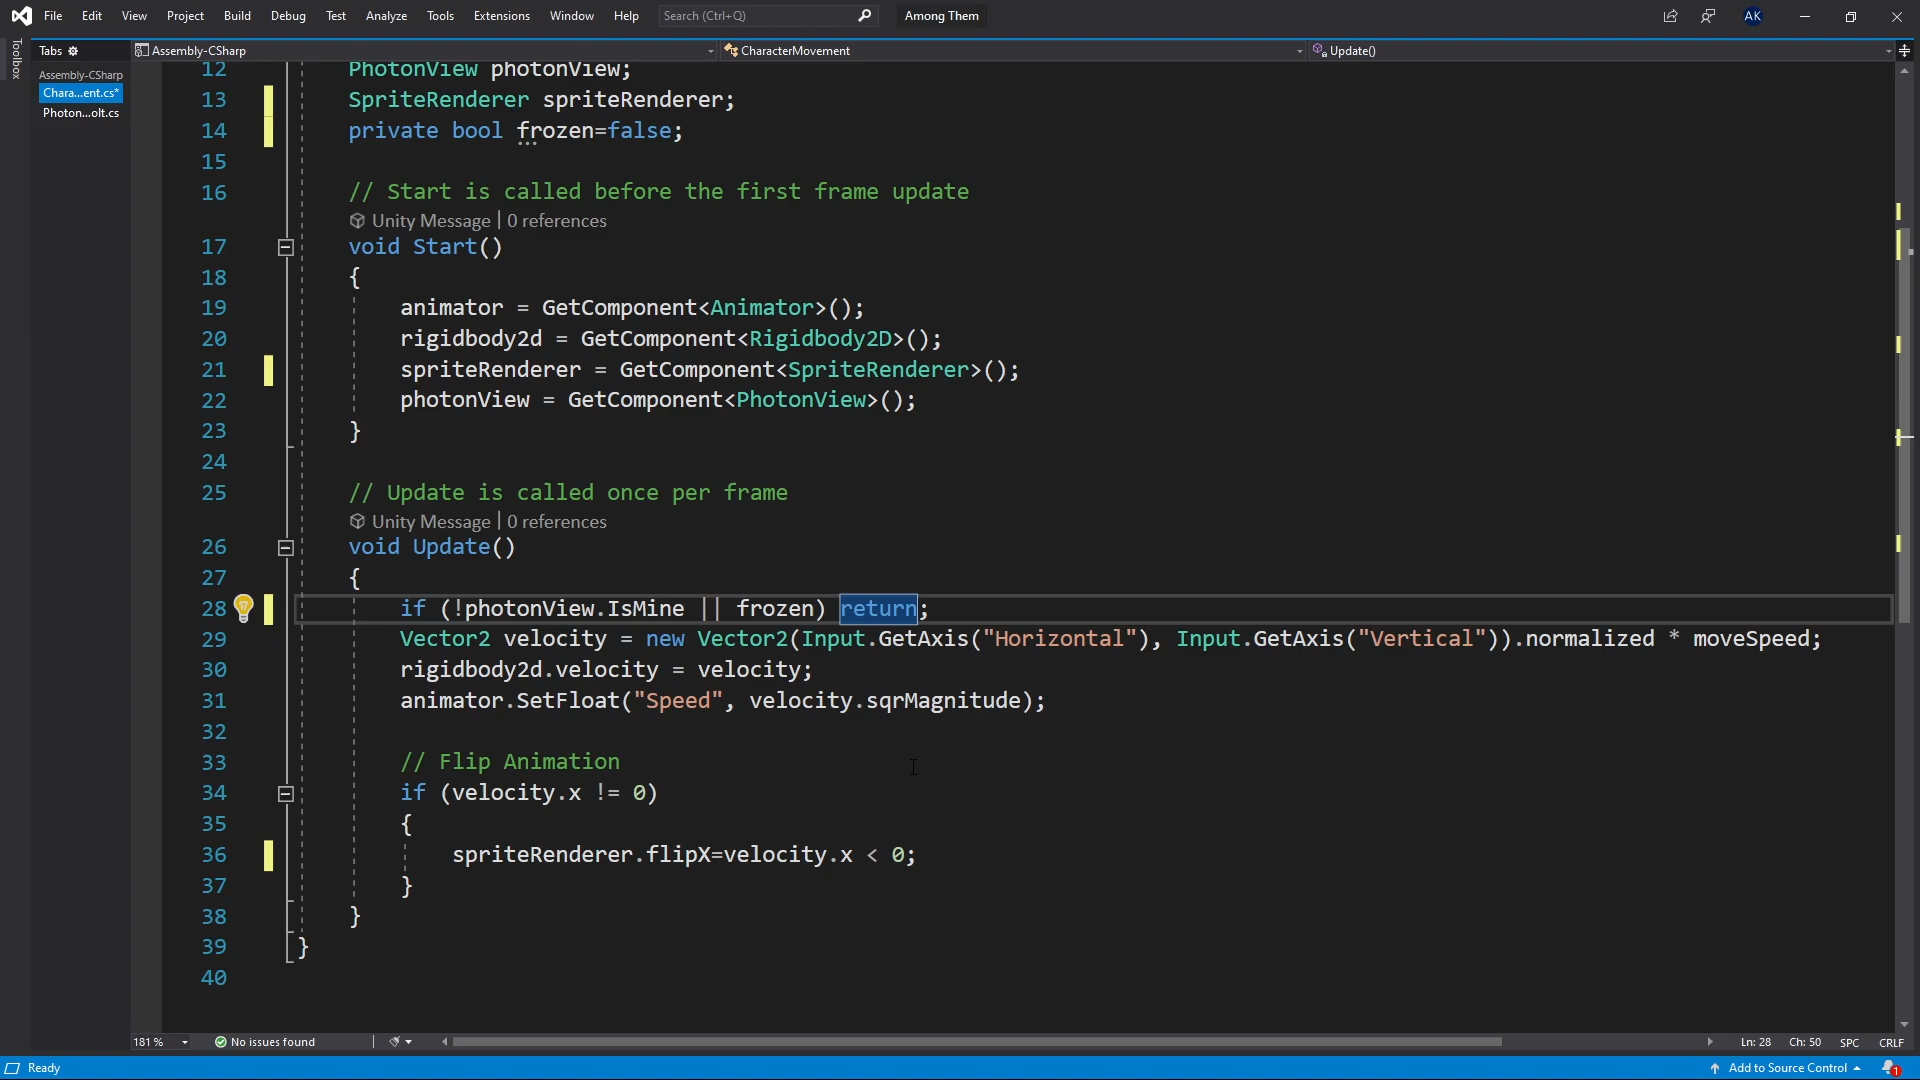 File Edit View Project Build Debug Test Analyze Tools Extensions Window Help Search (Ctrl+Q) Among Them AK
Toolbox
Tabs
Assembly-CSharp
Chara...ent.cs*
Photon...olt.cs
Assembly-CSharp CharacterMovement Update()
12 PhotonView photonView;
13 SpriteRenderer spriteRenderer;
14 private bool frozen=false;
15
16 // Start is called before the first frame update
Unity Message | 0 references
17 void Start()
18 {
19 animator = GetComponent<Animator>();
20 rigidbody2d = GetComponent<Rigidbody2D>();
21 spriteRenderer = GetComponent<SpriteRenderer>();
22 photonView = GetComponent<PhotonView>();
23 }
24
25 // Update is called once per frame
Unity Message | 0 references
26 void Update()
27 {
28 if (!photonView.IsMine || frozen) return;
29 Vector2 velocity = new Vector2(Input.GetAxis("Horizontal"), Input.GetAxis("Vertical")).normalized * moveSpeed;
30 rigidbody2d.velocity = velocity;
31 animator.SetFloat("Speed", velocity.sqrMagnitude);
32
33 // Flip Animation
34 if (velocity.x != 0)
35 {
36 spriteRenderer.flipX=velocity.x < 0;
37 }
38 }
39 }
40
181 % No issues found Ln: 28 Ch: 50 SPC CRLF
Ready Add to Source Control 1